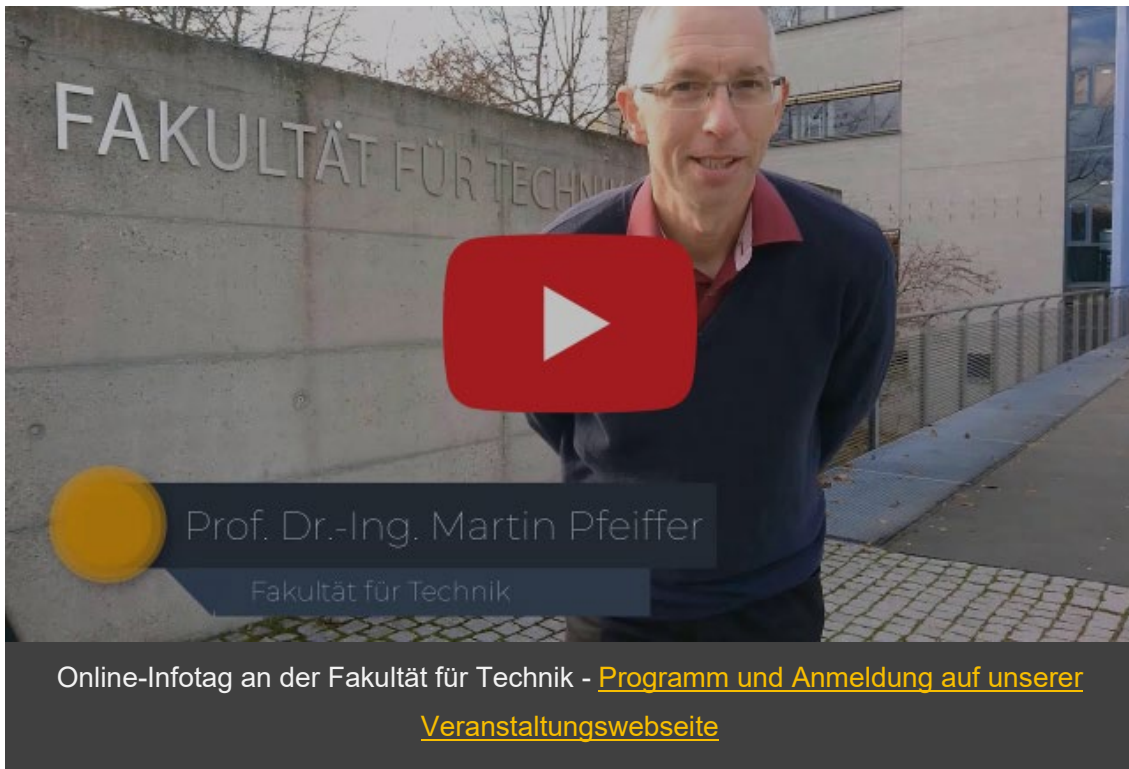 FAKULTÄT FÜR TECHNIK
Prof. Dr.-Ing. Martin Pfeiffer
Fakultät für Technik
Online-Infotag an der Fakultät für Technik - Programm und Anmeldung auf unserer
Veranstaltungswebseite